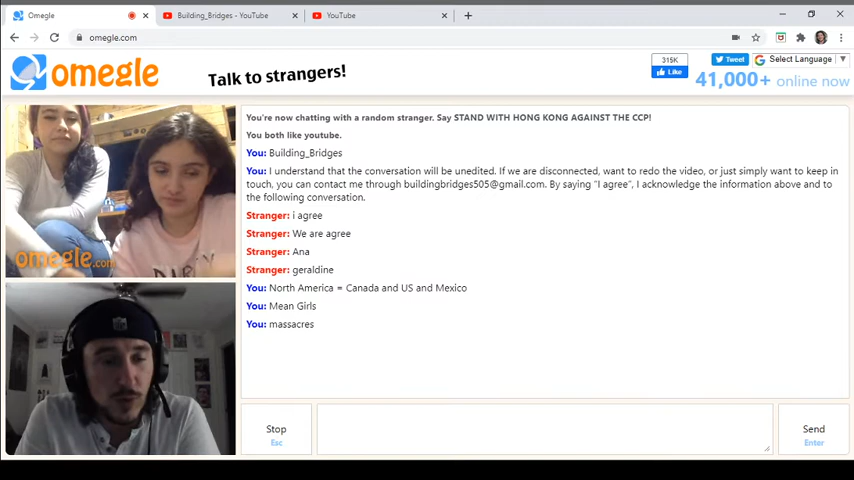 Omegle
Building_Bridges - YouTube
YouTube
omegle.com
omegle
Talk to strangers!
315K
Like
Tweet
Select Language
41,000+ online now
You're now chatting with a random stranger. Say STAND WITH HONG KONG AGAINST THE CCP!
You both like youtube.
You: Building_Bridges
You: I understand that the conversation will be unedited. If we are disconnected, want to redo the video, or just simply want to keep in
touch, you can contact me through buildingbridges505@gmail.com. By saying "I agree", I acknowledge the information above and to
the following conversation.
Stranger: i agree
Stranger: We are agree
Stranger: Ana
Stranger: geraldine
You: North America = Canada and US and Mexico
You: Mean Girls
You: massacres
omegle.com
Stop
Esc
Send
Enter